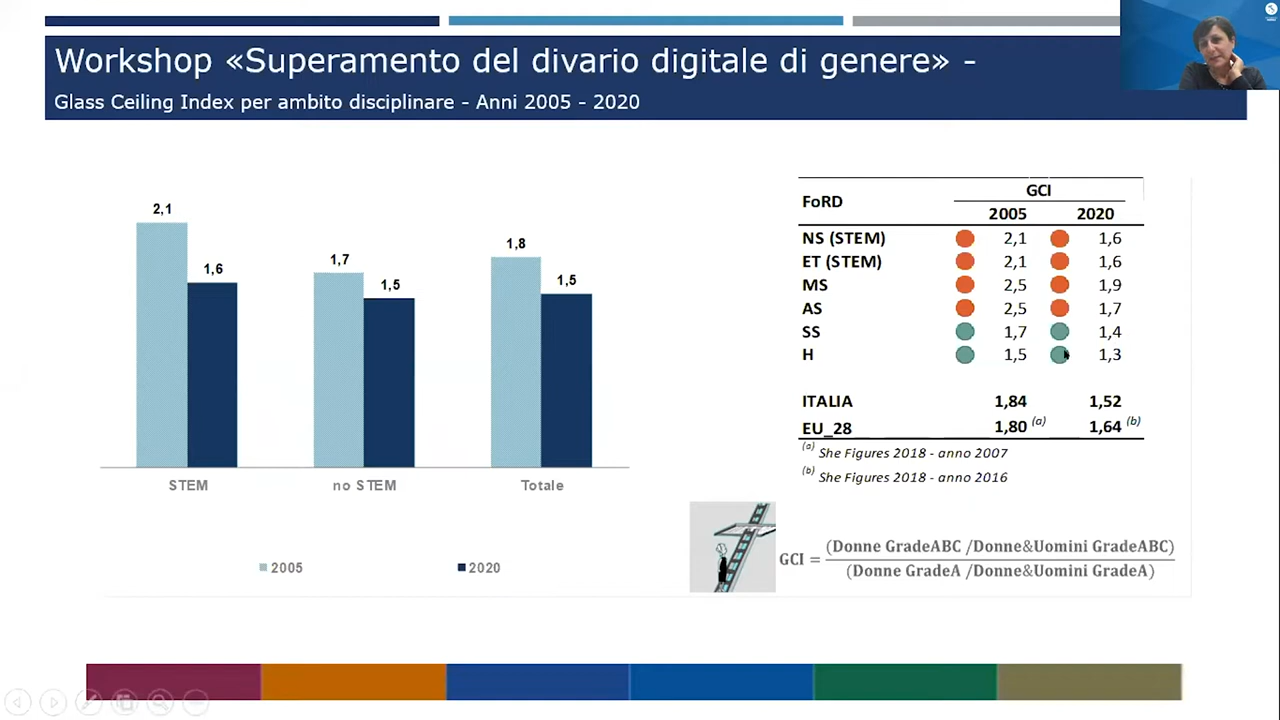 Workshop «Superamento del divario digitale di genere» -
Glass Ceiling Index per ambito disciplinare - Anni 2005 - 2020
2,1
1,6
1,7
1,5
1,8
1,5
STEM
no STEM
Totale
2005
2020
FoRD
GCI
2005 2020
NS (STEM) 2,1 1,6
ET (STEM) 2,1 1,6
MS 2,5 1,9
AS 2,5 1,7
SS 1,7 1,4
H 1,5 1,3
ITALIA 1,84 1,52
EU_28 1,80 (a) 1,64 (b)
(a) She Figures 2018 - anno 2007
(b) She Figures 2018 - anno 2016
(Donne GradeABC /Donne&Uomini GradeABC)
GCI =
(Donne GradeA /Donne&Uomini GradeA)